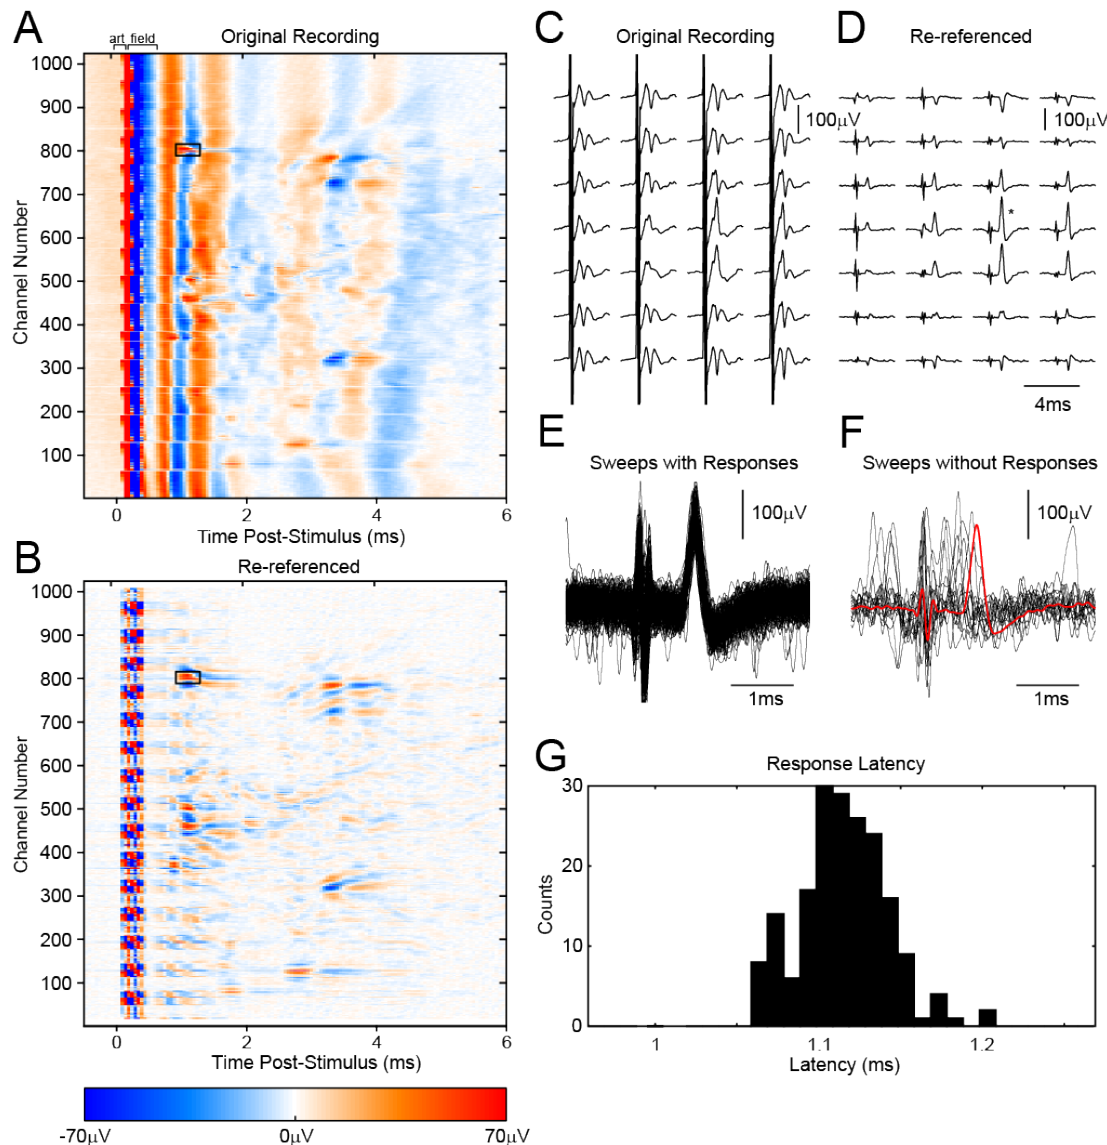 A
art field
Original Recording
1000
900
800
700
600
500
400
300
200
100
Channel Number
0
2
4
6
Time Post-Stimulus (ms)
B
Re-referenced
1000
900
800
700
600
500
400
300
200
100
Channel Number
0
2
4
6
Time Post-Stimulus (ms)
-70µV
0µV
70µV
C
Original Recording
100µV
D
Re-referenced
100µV
*
4ms
E
Sweeps with Responses
100µV
1ms
F
Sweeps without Responses
100µV
1ms
G
Response Latency
30
20
10
0
Counts
1
1.1
1.2
Latency (ms)